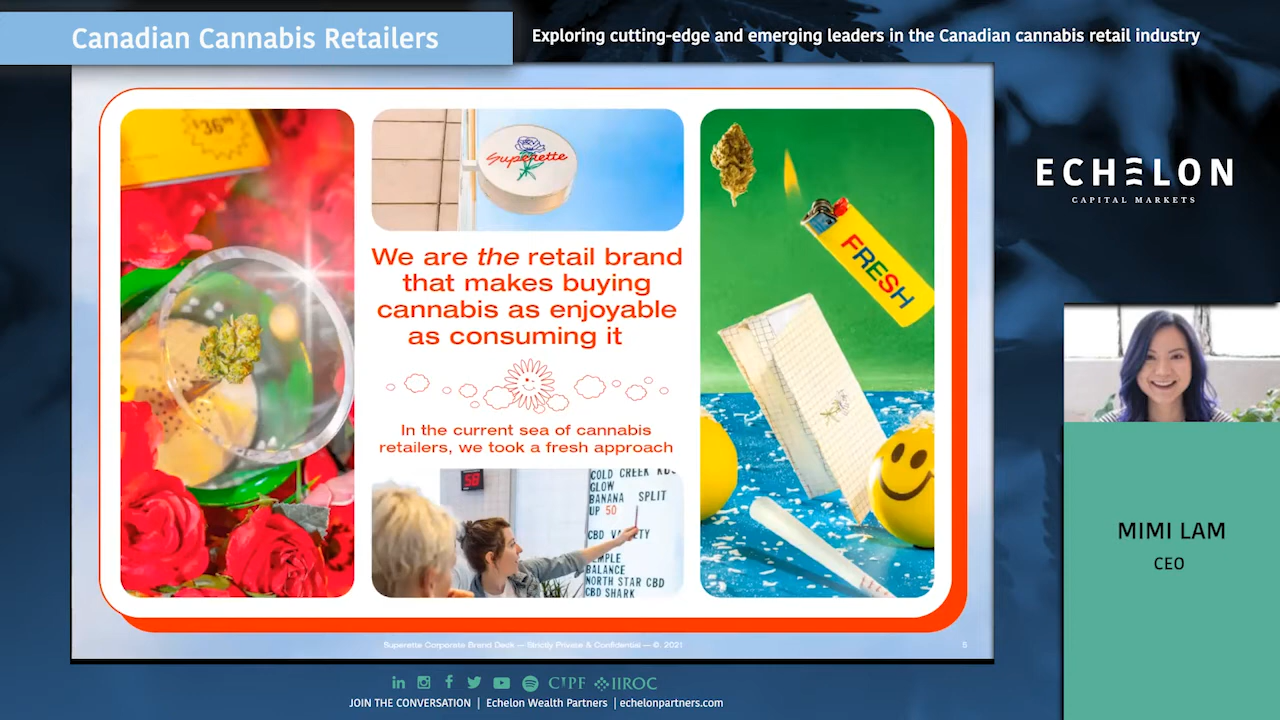 Canadian Cannabis Retailers
Exploring cutting-edge and emerging leaders in the Canadian cannabis retail industry
ECHELON
CAPITAL MARKETS
$36
Superette
We are the retail brand
that makes buying
cannabis as enjoyable
as consuming it
In the current sea of cannabis
retailers, we took a fresh approach
58
COLD CREEK KUS
GLOW
BANANA SPLIT
UP 50
CBD
BALANCE
NORTH STAR CBD
CBD SHARK
FRESH
Superette Corporate Brand Deck — Strictly Private & Confidential — ©. 2021
5
MIMI LAM
CEO
CIPF IIROC
JOIN THE CONVERSATION | Echelon Wealth Partners | echelonpartners.com